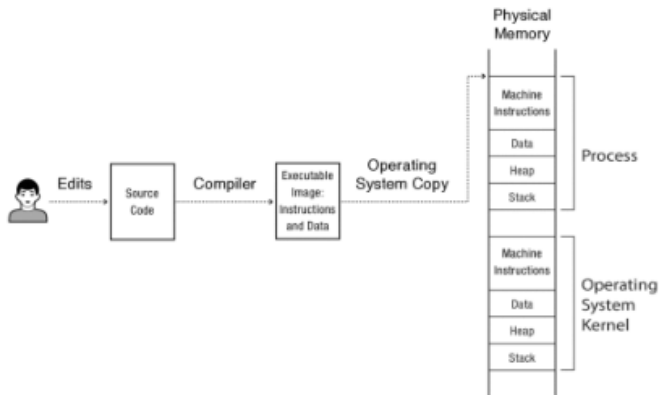 Physical
Memory
Machine
Instructions
Data
Heap
Stack
Process
Edits
Source
Code
Compiler
Executable
Image:
Instructions
and Data
Operating
System Copy
Machine
Instructions
Data
Heap
Stack
Operating
System
Kernel